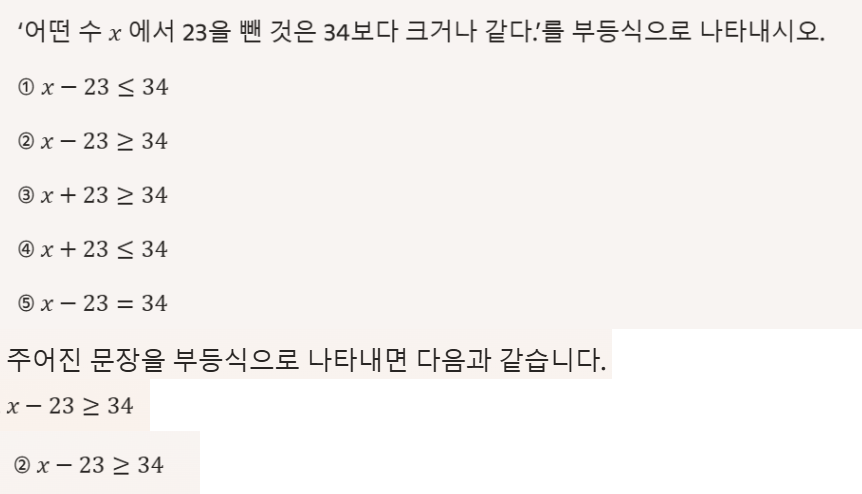 ‘어떤 수 x 에서 23을 뺀 것은 34보다 크거나 같다.’를 부등식으로 나타내시오.
① x − 23 ≤ 34
② x − 23 ≥ 34
③ x + 23 ≥ 34
④ x + 23 ≤ 34
⑤ x − 23 = 34
주어진 문장을 부등식으로 나타내면 다음과 같습니다.
x − 23 ≥ 34
② x − 23 ≥ 34